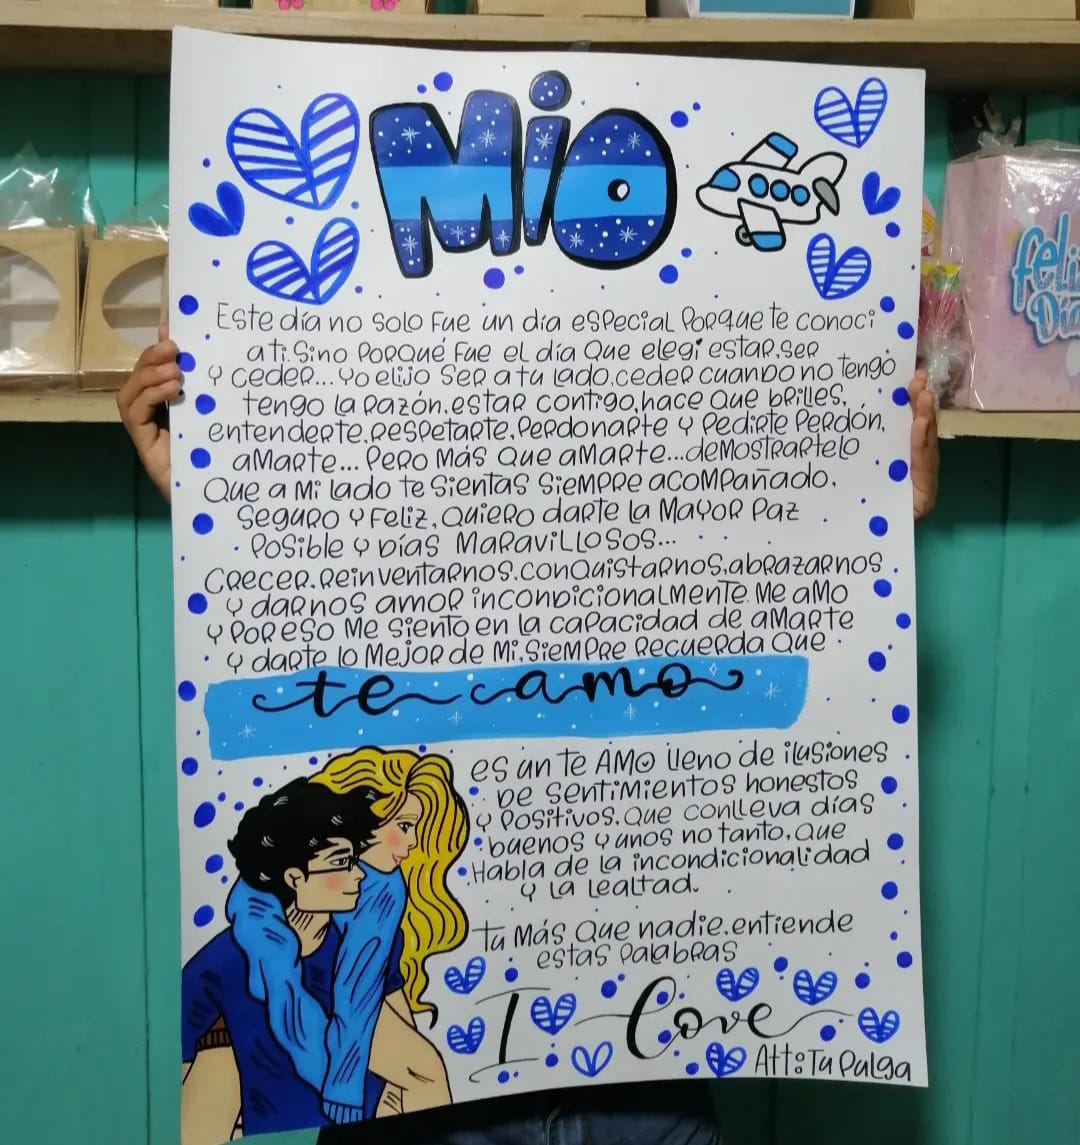 Mio
Este día no solo fue un día especial porque te conoci
a ti. Sino porqué fue el día que elegí estar, ser
y ceder... Yo elijo ser a tu lado, ceder cuando no tengo
tengo la razón, estar contigo, hace que brilles,
entenderte, respetarte, perdonarte y pedirte perdón,
amarte... pero más que amarte... demostrartelo
Que a mi lado te sientas siempre acompañado,
seguro y feliz, quiero darte la mayor paz
posible y días maravillosos...
Crecer, reinventarnos, conquistarnos, abrazarnos
y darnos amor incondicionalmente. Me amo
y por eso me siento en la capacidad de amarte
y darte lo mejor de mi, siempre recuerda que
te amo
es un te AMO lleno de ilusiones
de sentimientos honestos
y positivos, que conlleva días
buenos y unos no tanto, que
Habla de la incondicionalidad
y la lealtad.
Tu más que nadie, entiende
estas palabras
I Love
Att: Tu pulga
feli
Día